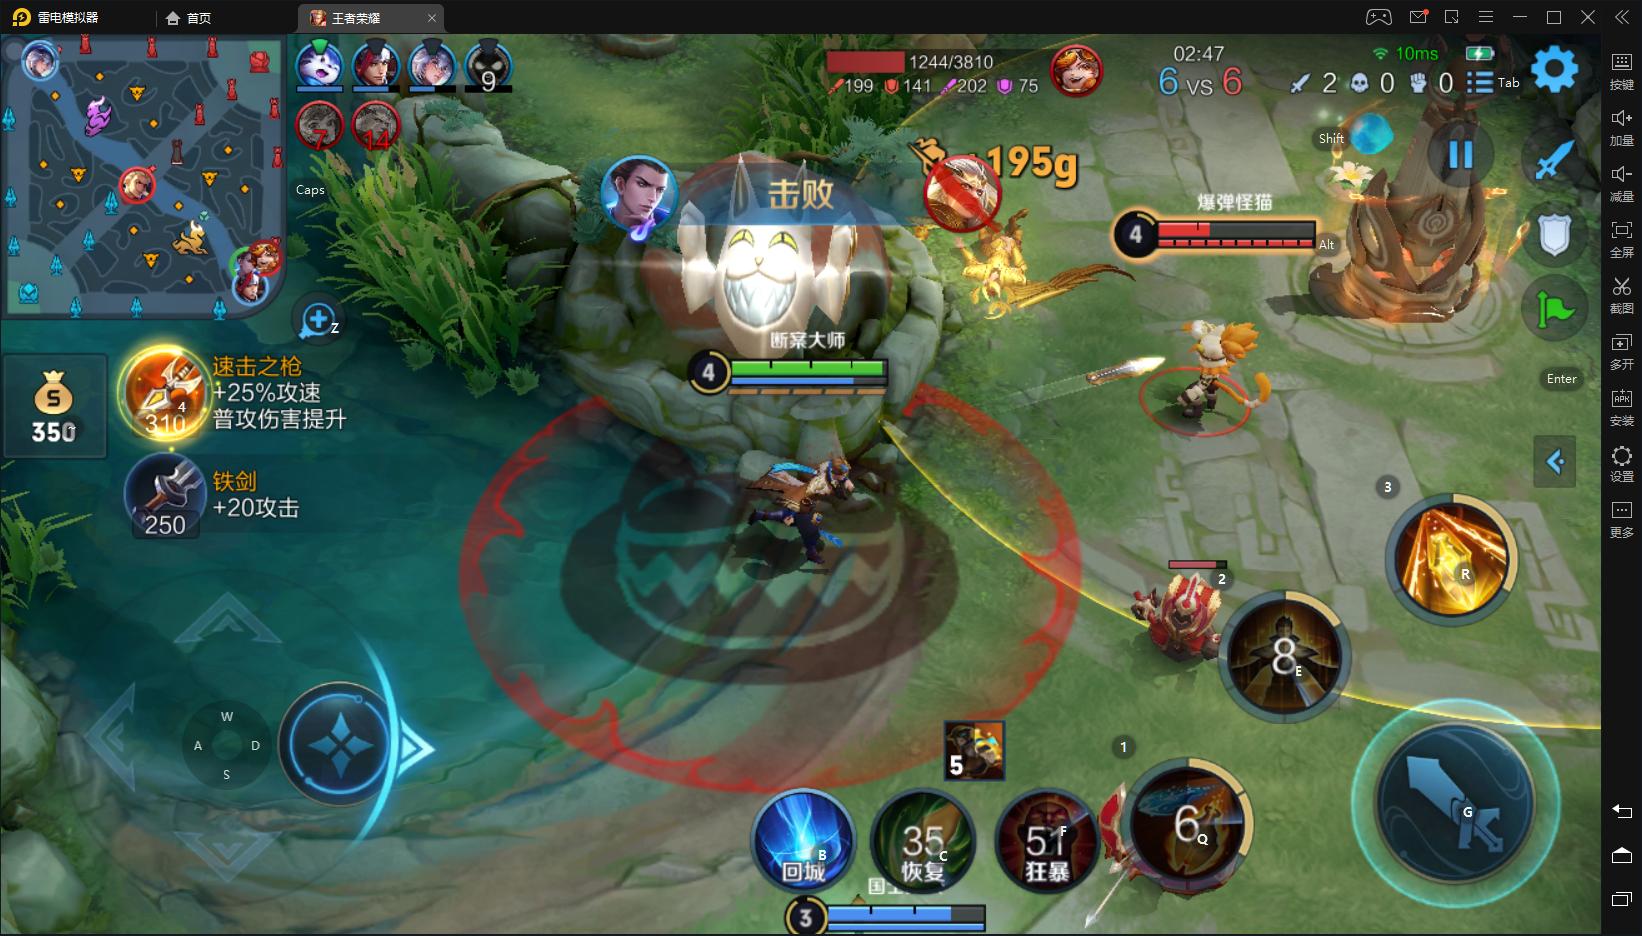 雷电模拟器
首页
王者荣耀
9
7
14
Caps
1244/3810
199 141 202 75
02:47
6 VS 6
10ms
2 0 0
Tab
Shift
按键
加量
减量
全屏
截图
多开
安装
设置
更多
击败
195g
爆弹怪猫
4
Alt
Z
断案大师
4
350
速击之枪
+25%攻速
普攻伤害提升
4
310
铁剑
+20攻击
250
Enter
3
R
2
8
E
W
A
D
S
1
5
6
Q
G
B
回城
35
C
恢复
51
F
狂暴
3
APK